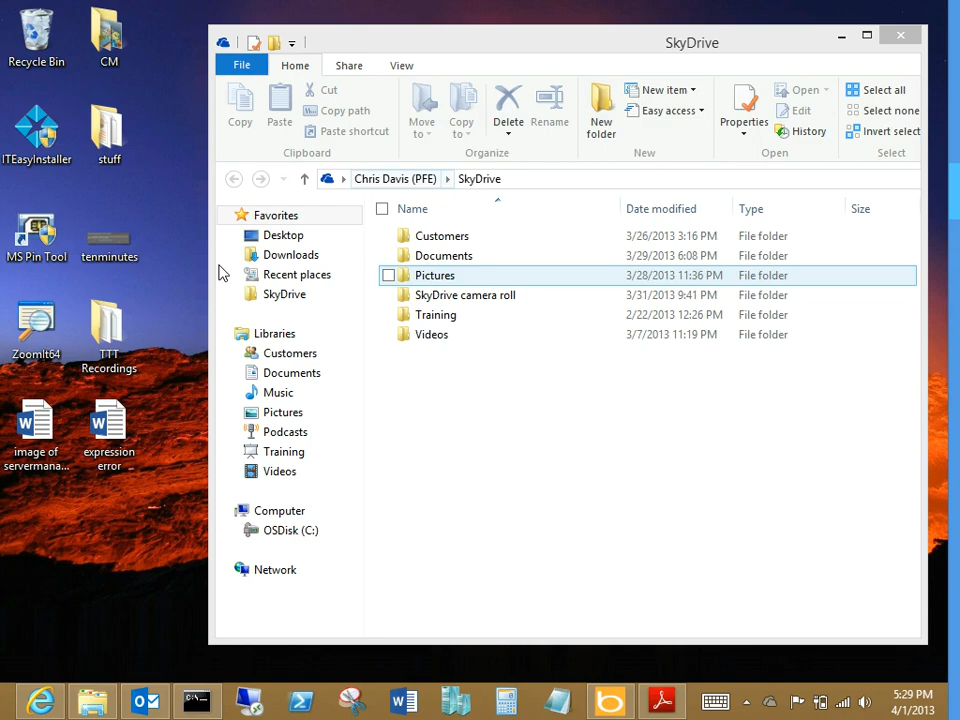 Recycle Bin
CM
ITEasyInstaller
stuff
MS Pin Tool
tenminutes
ZoomIt64
TTT
Recordings
image of
servermana...
expression
error ...
SkyDrive
File
Home
Share
View
Copy
Paste
Cut
Copy path
Paste shortcut
Clipboard
Move
to
Copy
to
Delete
Rename
Organize
New
folder
New item
Easy access
New
Properties
Open
Edit
History
Open
Select all
Select none
Invert select
Select
Chris Davis (PFE)
SkyDrive
Favorites
Desktop
Downloads
Recent places
SkyDrive
Libraries
Customers
Documents
Music
Pictures
Podcasts
Training
Videos
Computer
OSDisk (C:)
Network
Name Date modified Type Size
Customers 3/26/2013 3:16 PM File folder
Documents 3/29/2013 6:08 PM File folder
Pictures 3/28/2013 11:36 PM File folder
SkyDrive camera roll 3/31/2013 9:41 PM File folder
Training 2/22/2013 12:26 PM File folder
Videos 3/7/2013 11:19 PM File folder
5:29 PM
4/1/2013